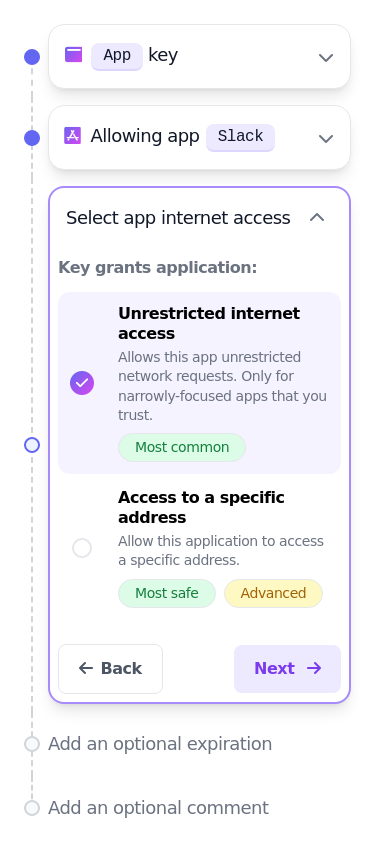 App key
Allowing app Slack
Select app internet access
Key grants application:
Unrestricted internet
access
Allows this app unrestricted
network requests. Only for
narrowly-focused apps that you
trust.
Most common
Access to a specific
address
Allow this application to access
a specific address.
Most safe Advanced
Back Next
Add an optional expiration
Add an optional comment